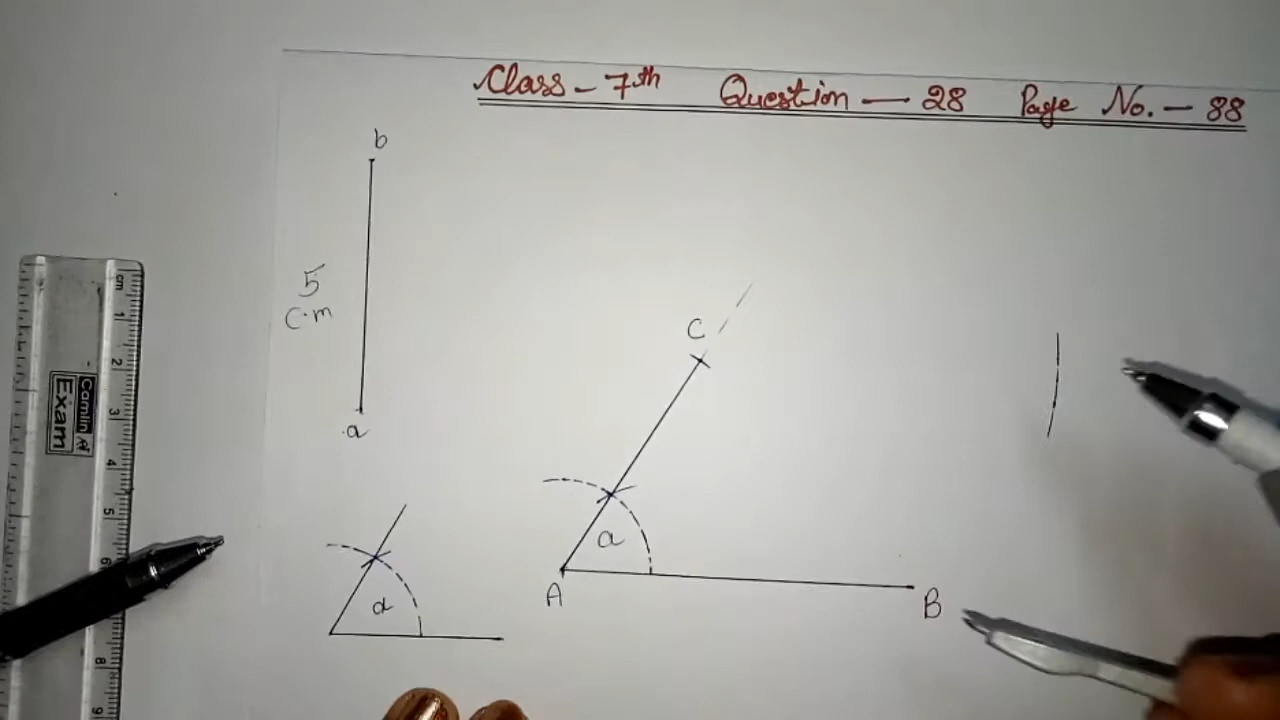 Class - 7th Question — 28 Page No. - 88
b
5
C.m
a
C
α
A
B
α
cm
1
2
3
4
5
6
8
9
Camlin
Exam